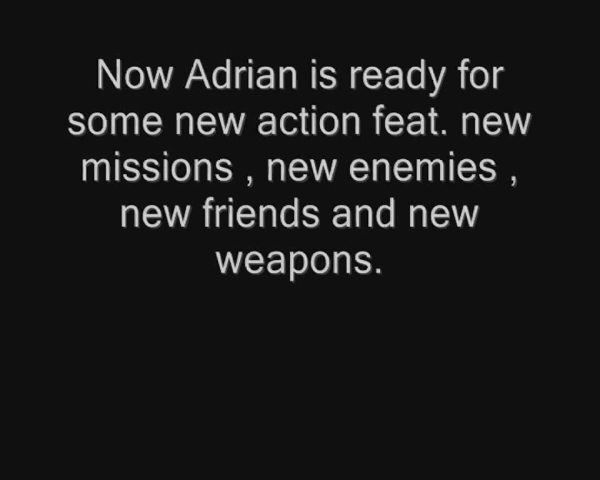 Now Adrian is ready for
some new action feat. new
missions , new enemies ,
new friends and new
weapons.